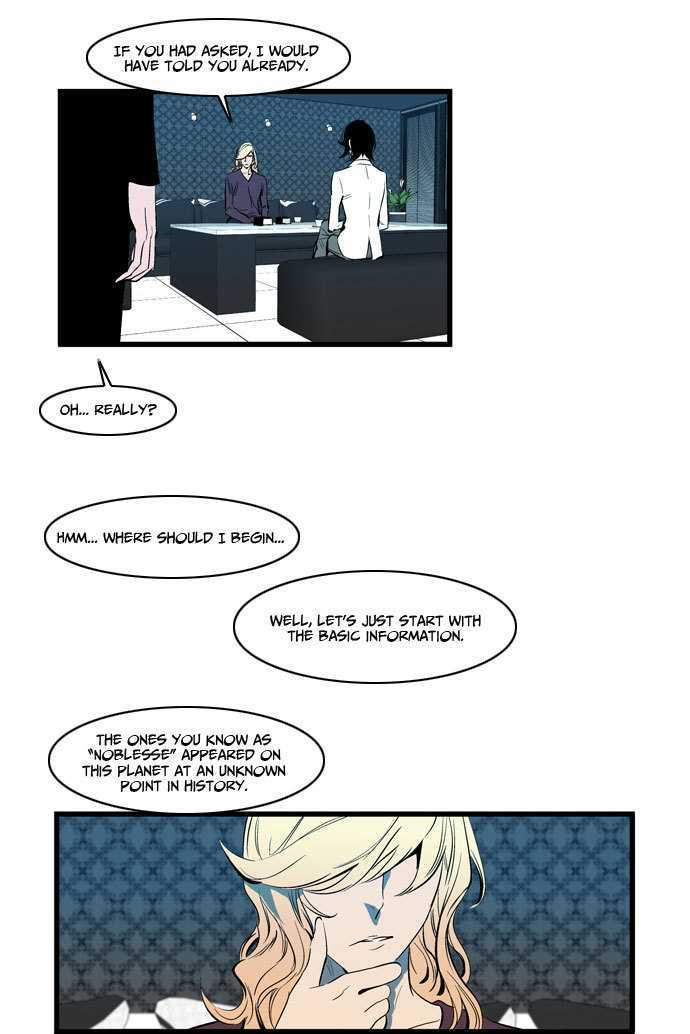 IF YOU HAD ASKED, I WOULD
HAVE TOLD YOU ALREADY.
OH... REALLY?
HMM... WHERE SHOULD I BEGIN...
WELL, LET'S JUST START WITH
THE BASIC INFORMATION.
THE ONES YOU KNOW AS
"NOBLESSE" APPEARED ON
THIS PLANET AT AN UNKNOWN
POINT IN HISTORY.